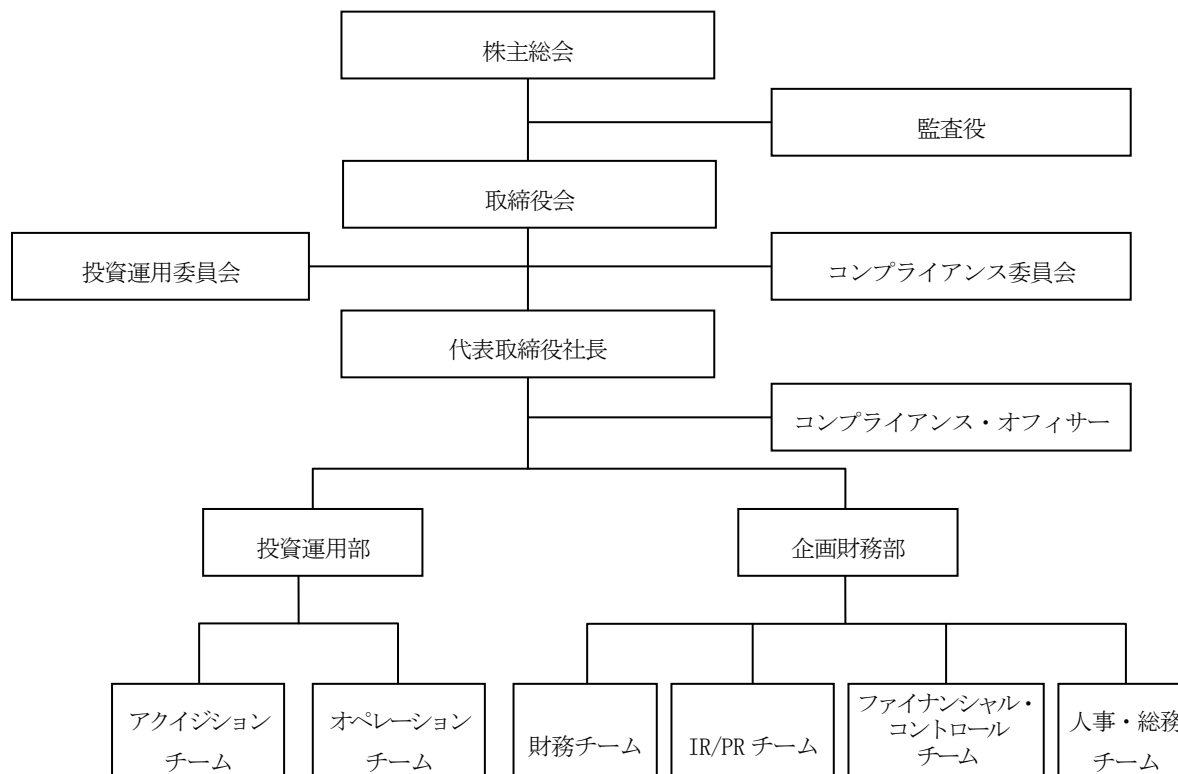 株主総会
監査役
取締役会
投資運用委員会
コンプライアンス委員会
代表取締役社長
コンプライアンス・オフィサー
投資運用部
企画財務部
アクイジション
チーム
オペレーション
チーム
財務チーム
IR/PR チーム
ファイナンシャル・
コントロール
チーム
人事・総務
チーム